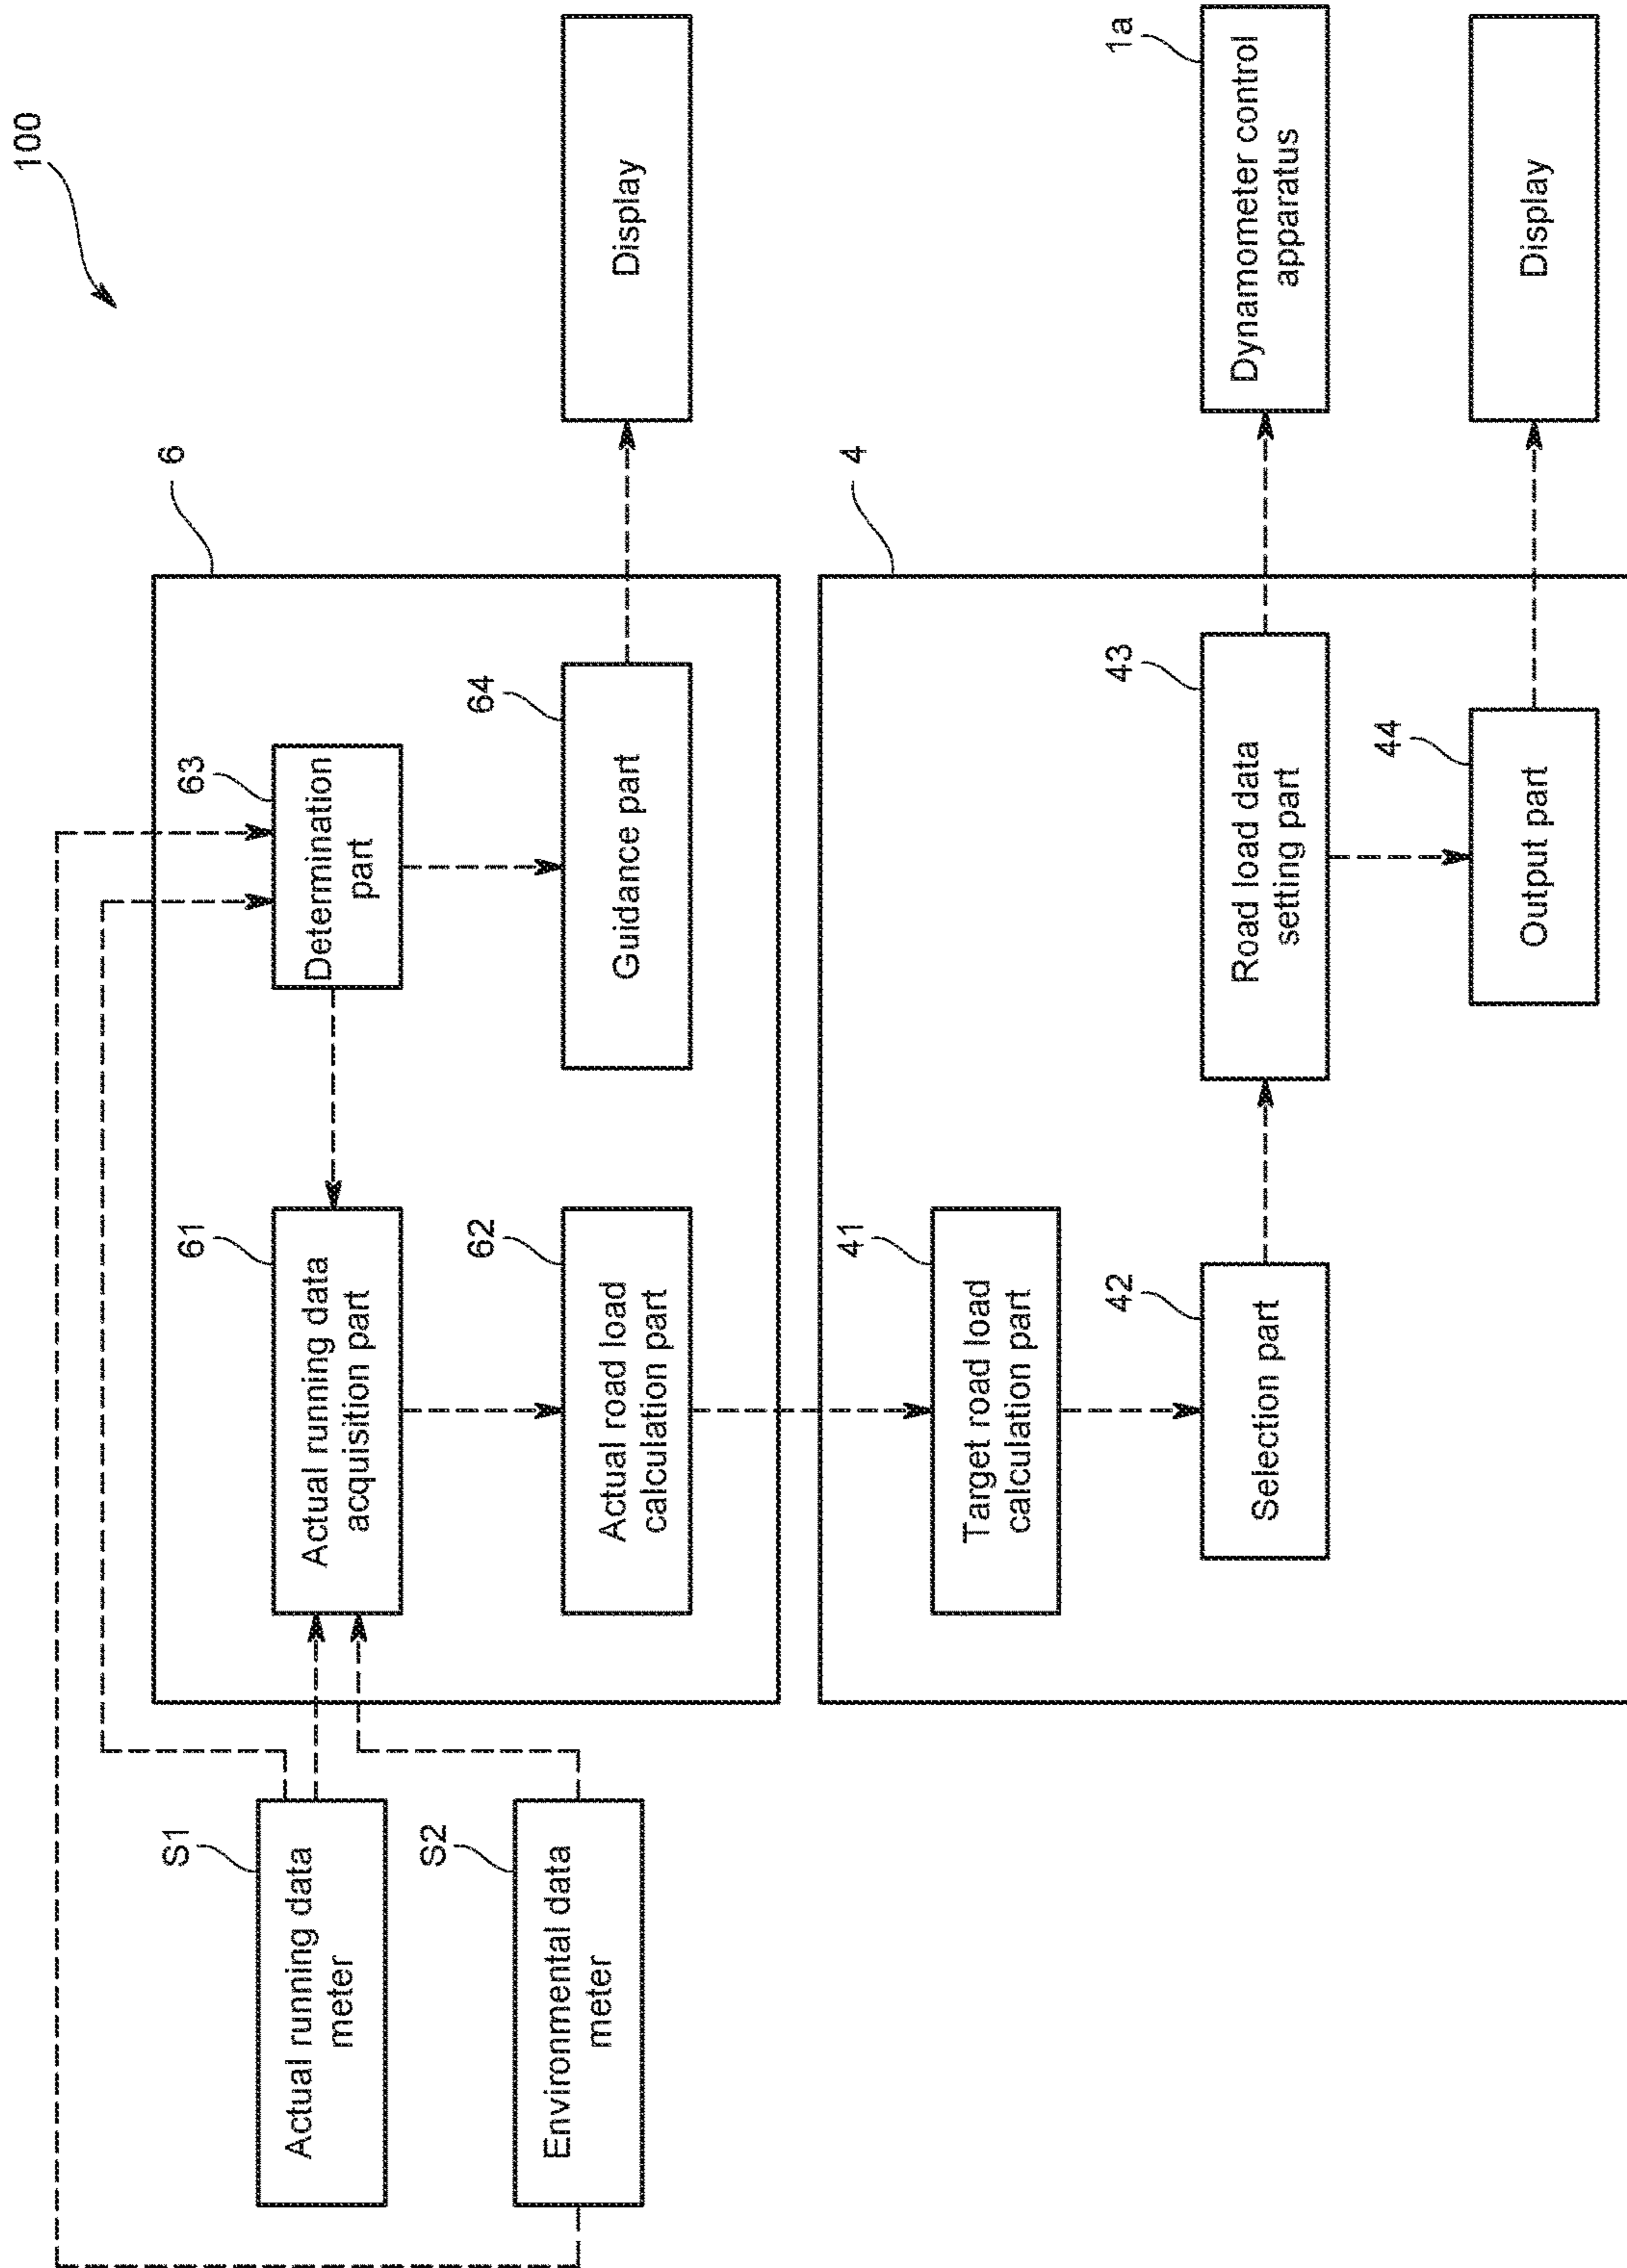 100
6
63
Determination
part
61
Actual running data
acquisition part
S1
Actual running data
meter
64
Guidance part
Display
62
Actual road load
calculation part
S2
Environmental data
meter
4
41
Target road load
calculation part
43
Road load data
setting part
1a
Dynamometer control
apparatus
42
Selection part
44
Output part
Display